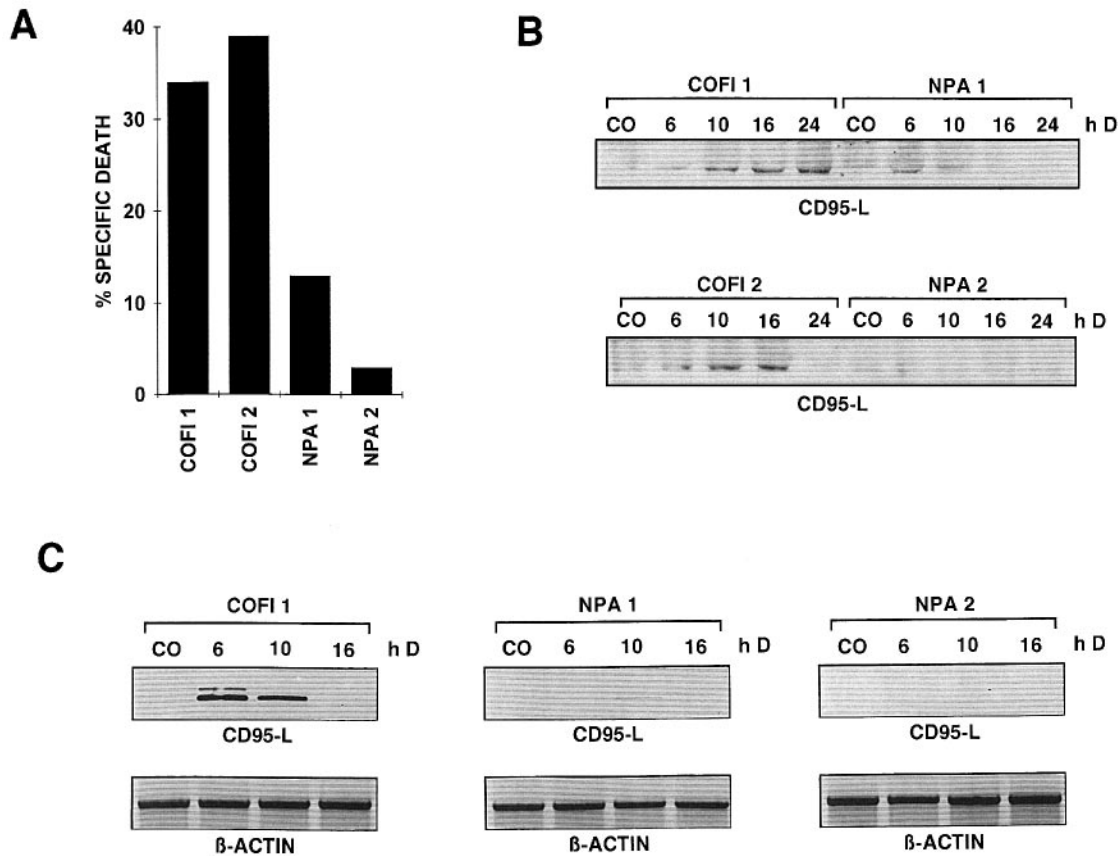 A
40
30
20
10
0
% SPECIFIC DEATH
COFI 1
COFI 2
NPA 1
NPA 2
B
COFI 1 NPA 1
CO 6 10 16 24 CO 6 10 16 24 h D
CD95-L
COFI 2 NPA 2
CO 6 10 16 24 CO 6 10 16 24 h D
CD95-L
C
COFI 1
CO 6 10 16 h D
CD95-L
ß-ACTIN
NPA 1
CO 6 10 16 h D
CD95-L
ß-ACTIN
NPA 2
CO 6 10 16 h D
CD95-L
ß-ACTIN